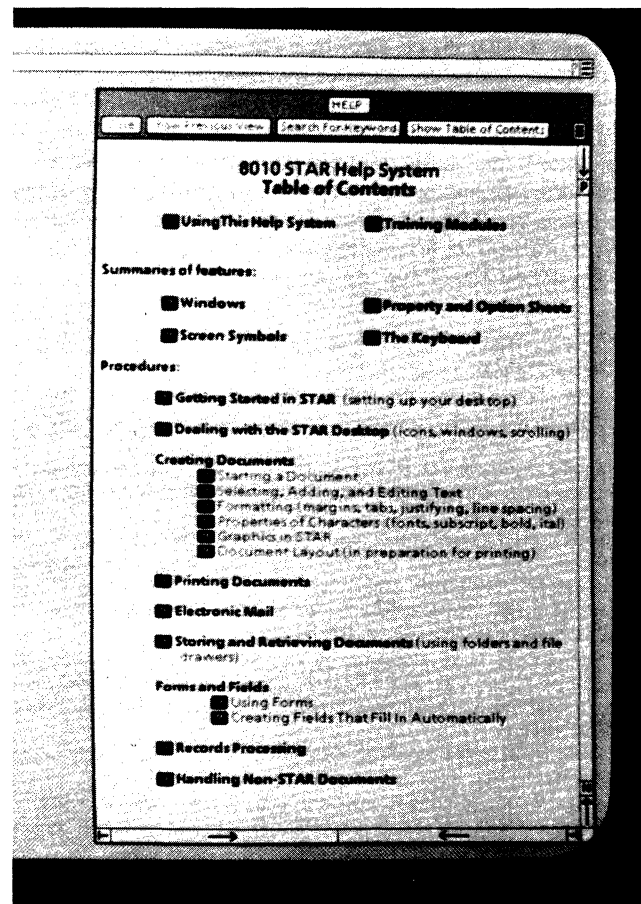 HELP
Close Show Previous View Search For Keyword Show Table of Contents
8010 STAR Help System
Table of Contents
Using This Help System Training Modules
Summaries of features:
Windows Property and Option Sheets
Screen Symbols The Keyboard
Procedures:
Getting Started in STAR (setting up your desktop)
Dealing with the STAR Desktop (icons, windows, scrolling)
Creating Documents
Starting a Document
Selecting, Adding, and Editing Text
Formatting (margins, tabs, justifying, line spacing)
Properties of Characters (fonts, subscript, bold, ital)
Graphics in STAR
Document Layout (in preparation for printing)
Printing Documents
Electronic Mail
Storing and Retrieving Documents (using folders and file
drawers)
Forms and Fields
Using Forms
Creating Fields That Fill In Automatically
Records Processing
Handling Non-STAR Documents